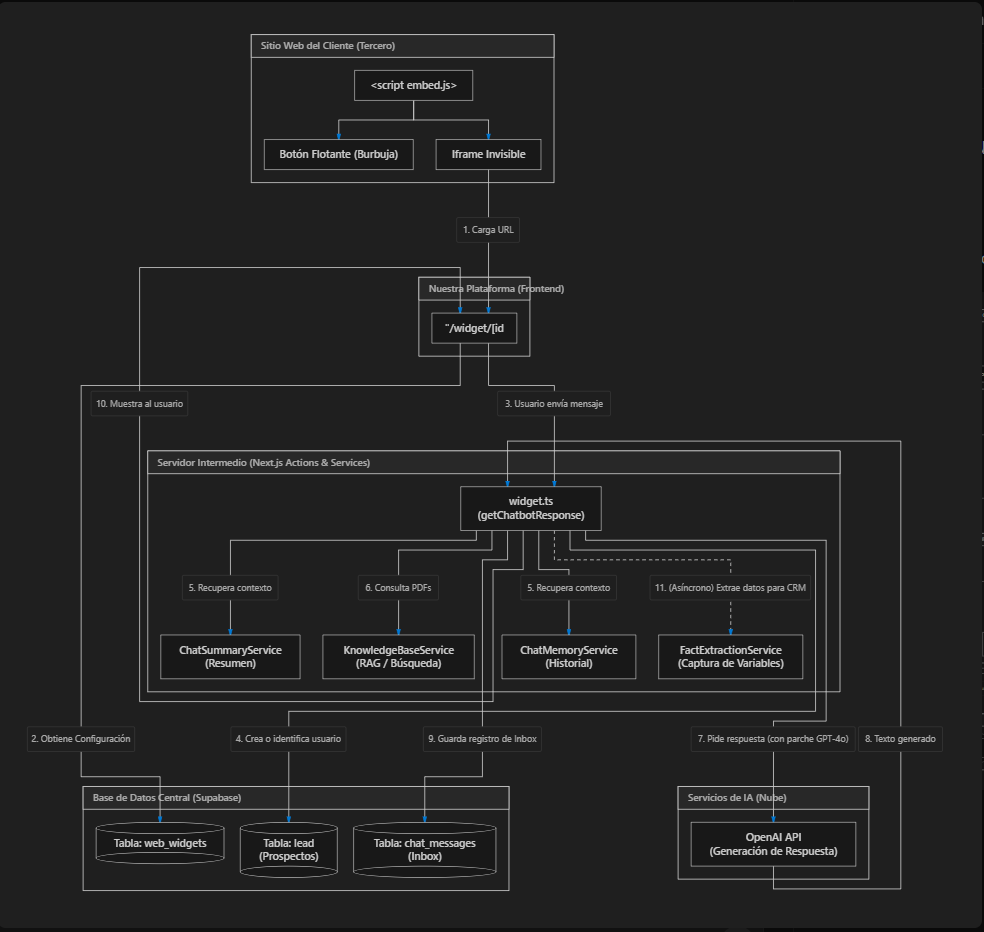 Sitio Web del Cliente (Tercero)
<script embed.js>
Botón Flotante (Burbuja)
Iframe Invisible
1. Carga URL
Nuestra Plataforma (Frontend)
"/widget/[id
10. Muestra al usuario
3. Usuario envía mensaje
Servidor Intermedio (Next.js Actions & Services)
widget.ts
(getChatbotResponse)
5. Recupera contexto
6. Consulta PDFs
5. Recupera contexto
11. (Asíncrono) Extrae datos para CRM
ChatSummaryService
(Resumen)
KnowledgeBaseService
(RAG / Búsqueda)
ChatMemoryService
(Historial)
FactExtractionService
(Captura de Variables)
2. Obtiene Configuración
4. Crea o identifica usuario
9. Guarda registro de Inbox
7. Pide respuesta (con parche GPT-4o)
8. Texto generado
Base de Datos Central (Supabase)
Tabla: web_widgets
Tabla: lead
(Prospectos)
Tabla: chat_messages
(Inbox)
Servicios de IA (Nube)
OpenAI API
(Generación de Respuesta)